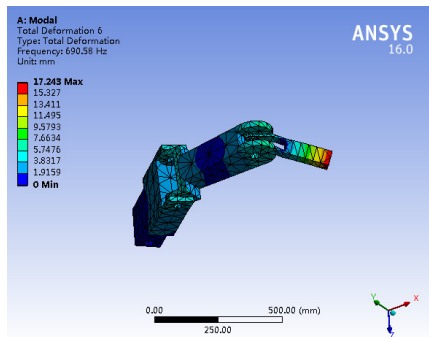 A: Modal
Total Deformation 6
Type: Total Deformation
Frequency: 690.58 Hz
Unit: mm
ANSYS
16.0
17.243 Max
15.327
13.411
11.495
9.5793
7.6634
5.7476
3.8317
1.9159
0 Min
0.00
500.00 (mm)
250.00
Y
X
Z